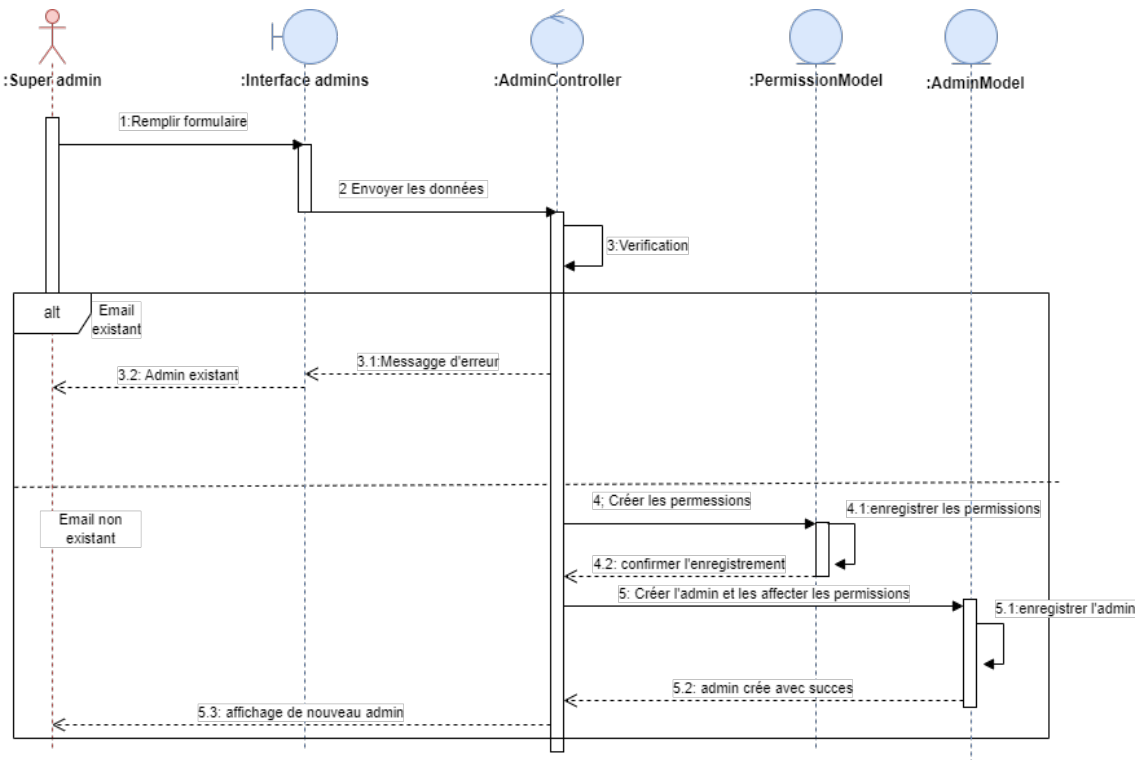 :Super admin
:Interface admins
:AdminController
:PermissionModel
:AdminModel
1:Remplir formulaire
2 Envoyer les données
3:Verification
alt
Email
existant
3.1:Messagge d'erreur
3.2: Admin existant
4; Créer les permessions
4.1:enregistrer les permissions
Email non
existant
4.2: confirmer l'enregistrement
5: Créer l'admin et les affecter les permissions
5.1:enregistrer l'admin
5.2: admin crée avec succes
5.3: affichage de nouveau admin